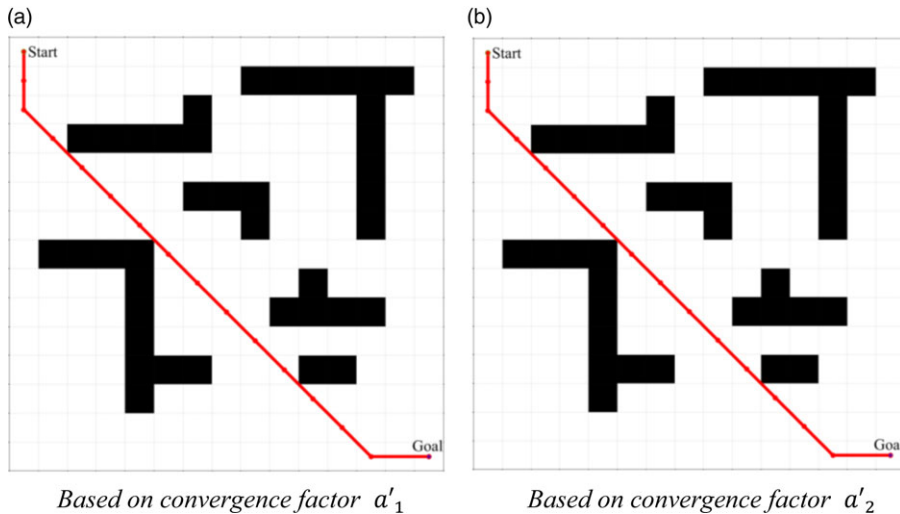 (a)
Start
Goal
Based on convergence factor a′₁
(b)
Start
Goa
Based on convergence factor a′₂